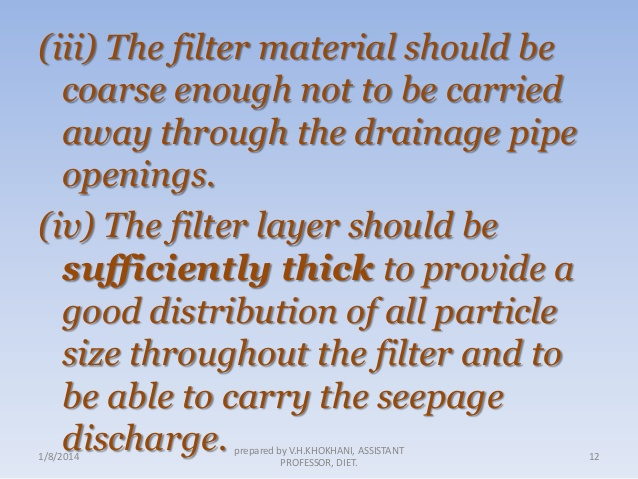 (iii) The filter material should be
coarse enough not to be carried
away through the drainage pipe
openings.
(iv) The filter layer should be
sufficiently thick to provide a
good distribution of all particle
size throughout the filter and to
be able to carry the seepage
discharge.
1/8/2014
prepared by V.H.KHOKHANI, ASSISTANT
PROFESSOR, DIET.
12